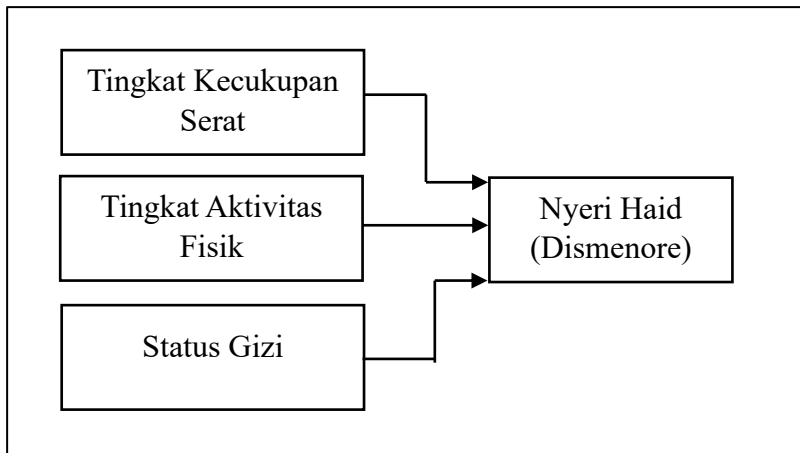 Tingkat Kecukupan
Serat
Tingkat Aktivitas
Fisik
Status Gizi
Nyeri Haid
(Dismenore)